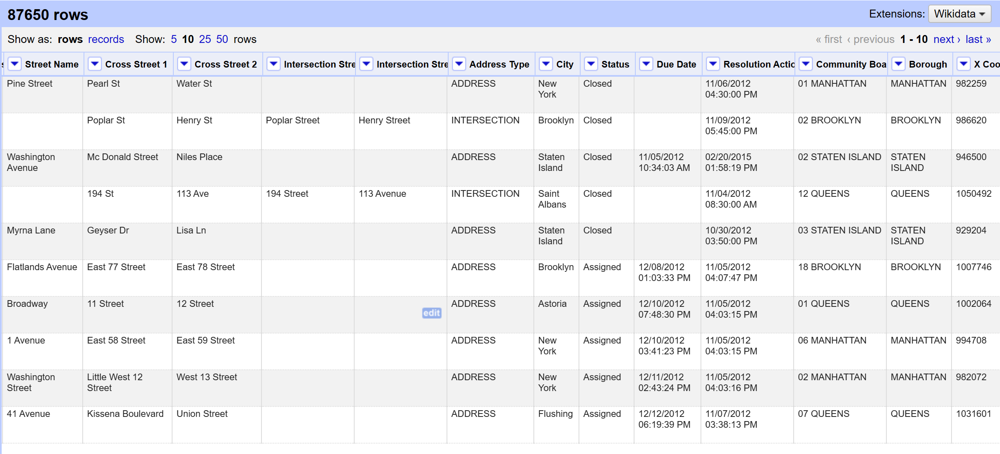 87650 rows
Extensions: Wikidata
Show as: rows records Show: 5 10 25 50 rows
« first ‹ previous 1 - 10 next › last »
Street Name Cross Street 1 Cross Street 2 Intersection Stre Intersection Stre Address Type City Status Due Date Resolution Actio Community Boa Borough X Coo
Pine Street Pearl St Water St ADDRESS New York Closed 11/06/2012 04:30:00 PM 01 MANHATTAN MANHATTAN 982259
Poplar St Henry St Poplar Street Henry Street INTERSECTION Brooklyn Closed 11/09/2012 05:45:00 PM 02 BROOKLYN BROOKLYN 986620
Washington Avenue Mc Donald Street Niles Place ADDRESS Staten Island Closed 11/05/2012 10:34:03 AM 02/20/2015 01:58:19 PM 02 STATEN ISLAND STATEN ISLAND 946500
194 St 113 Ave 194 Street 113 Avenue INTERSECTION Saint Albans Closed 11/04/2012 08:30:00 AM 12 QUEENS QUEENS 1050492
Myrna Lane Geyser Dr Lisa Ln ADDRESS Staten Island Closed 10/30/2012 03:50:00 PM 03 STATEN ISLAND STATEN ISLAND 929204
Flatlands Avenue East 77 Street East 78 Street ADDRESS Brooklyn Assigned 12/08/2012 01:03:33 PM 11/05/2012 04:07:47 PM 18 BROOKLYN BROOKLYN 1007746
Broadway 11 Street 12 Street edit ADDRESS Astoria Assigned 12/10/2012 07:48:30 PM 11/05/2012 04:03:15 PM 01 QUEENS QUEENS 1002064
1 Avenue East 58 Street East 59 Street ADDRESS New York Assigned 12/10/2012 03:41:23 PM 11/05/2012 04:03:15 PM 06 MANHATTAN MANHATTAN 994708
Washington Street Little West 12 Street West 13 Street ADDRESS New York Assigned 12/11/2012 02:43:24 PM 11/05/2012 04:03:16 PM 02 MANHATTAN MANHATTAN 982072
41 Avenue Kissena Boulevard Union Street ADDRESS Flushing Assigned 12/12/2012 06:19:39 PM 11/07/2012 03:38:13 PM 07 QUEENS QUEENS 1031601